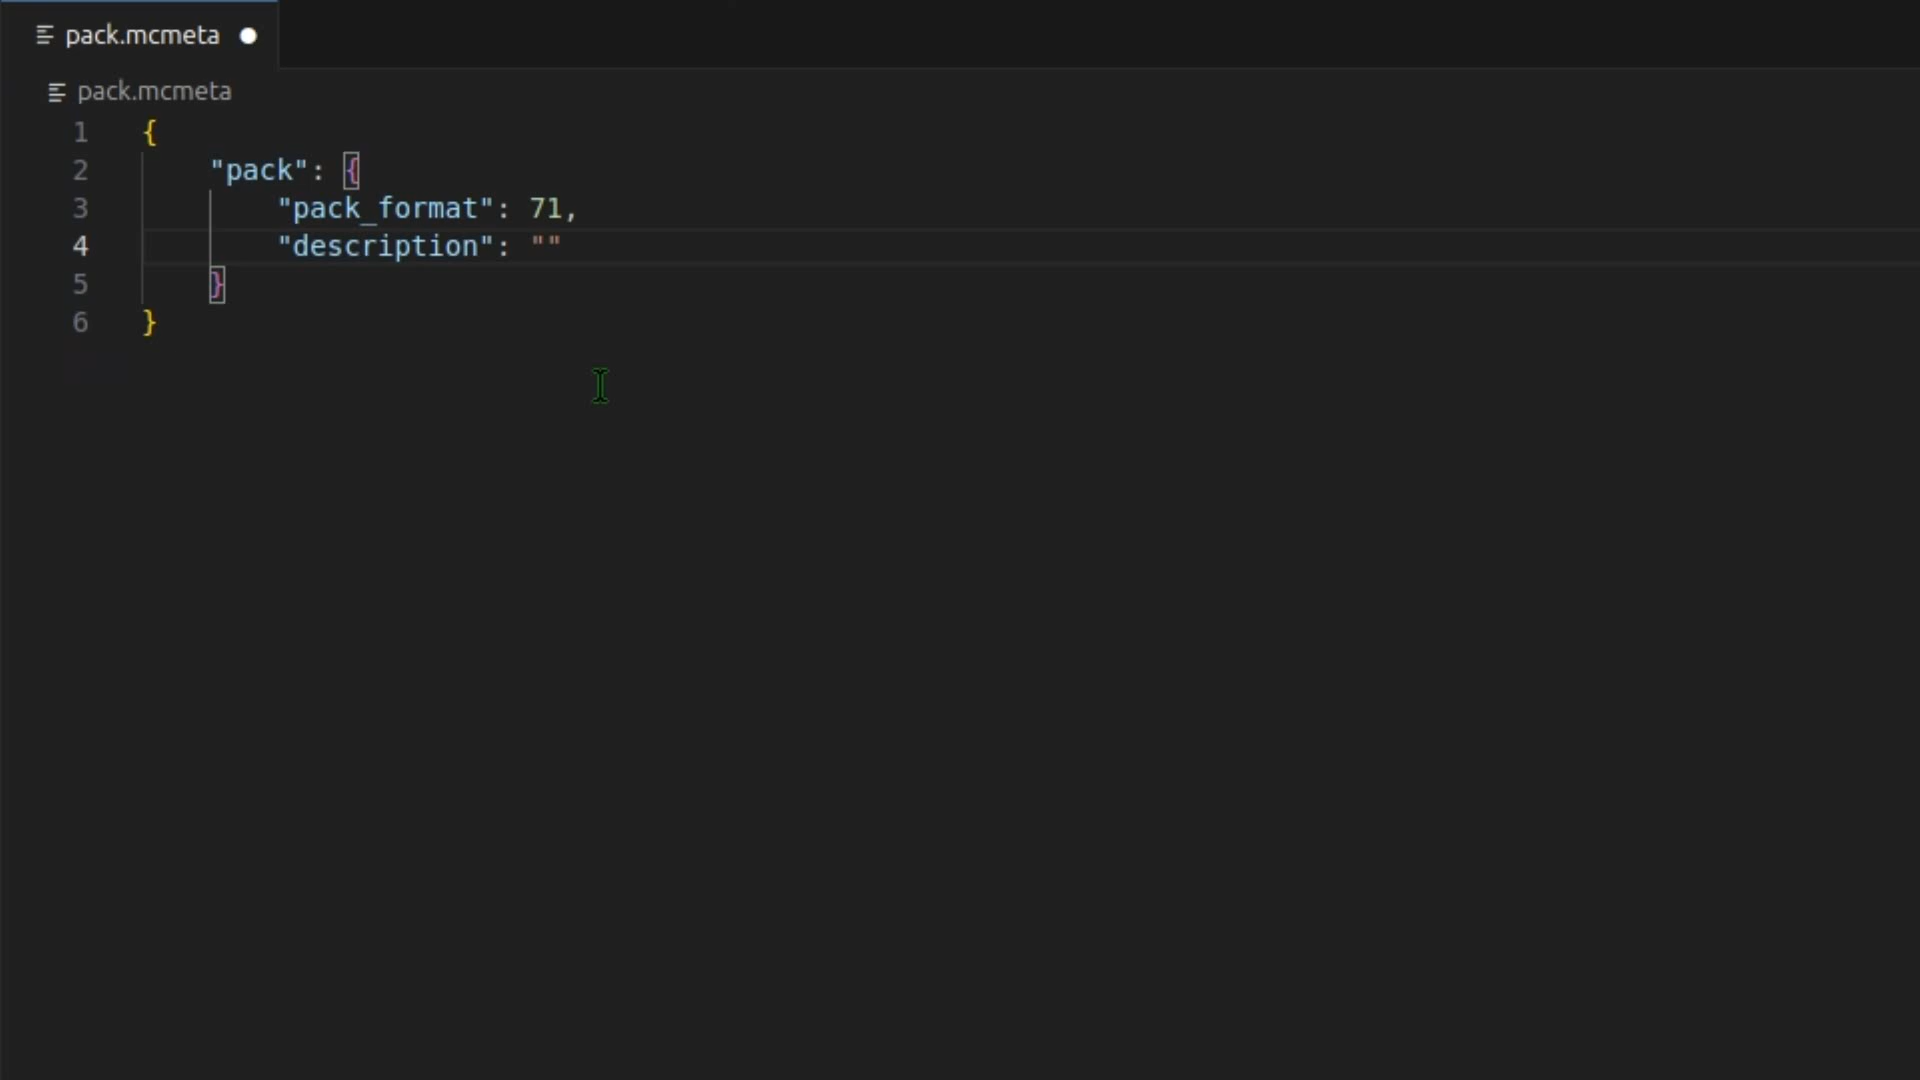 pack.mcmeta
pack.mcmeta
1 {
2     "pack": {
3         "pack_format": 71,
4         "description": ""
5     }
6 }